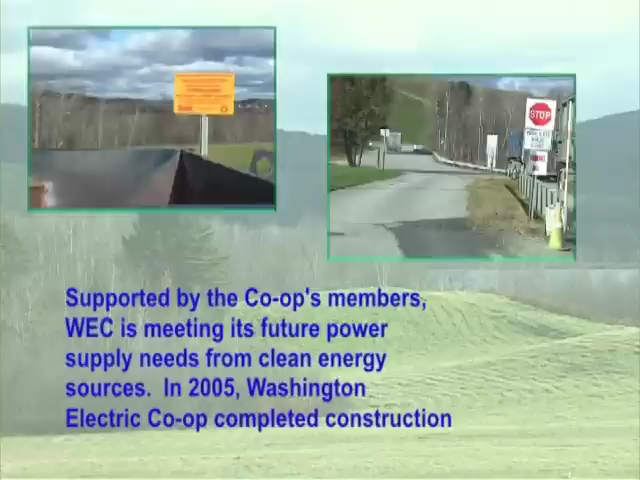 STOP
Supported by the Co-op's members,
WEC is meeting its future power
supply needs from clean energy
sources. In 2005, Washington
Electric Co-op completed construction